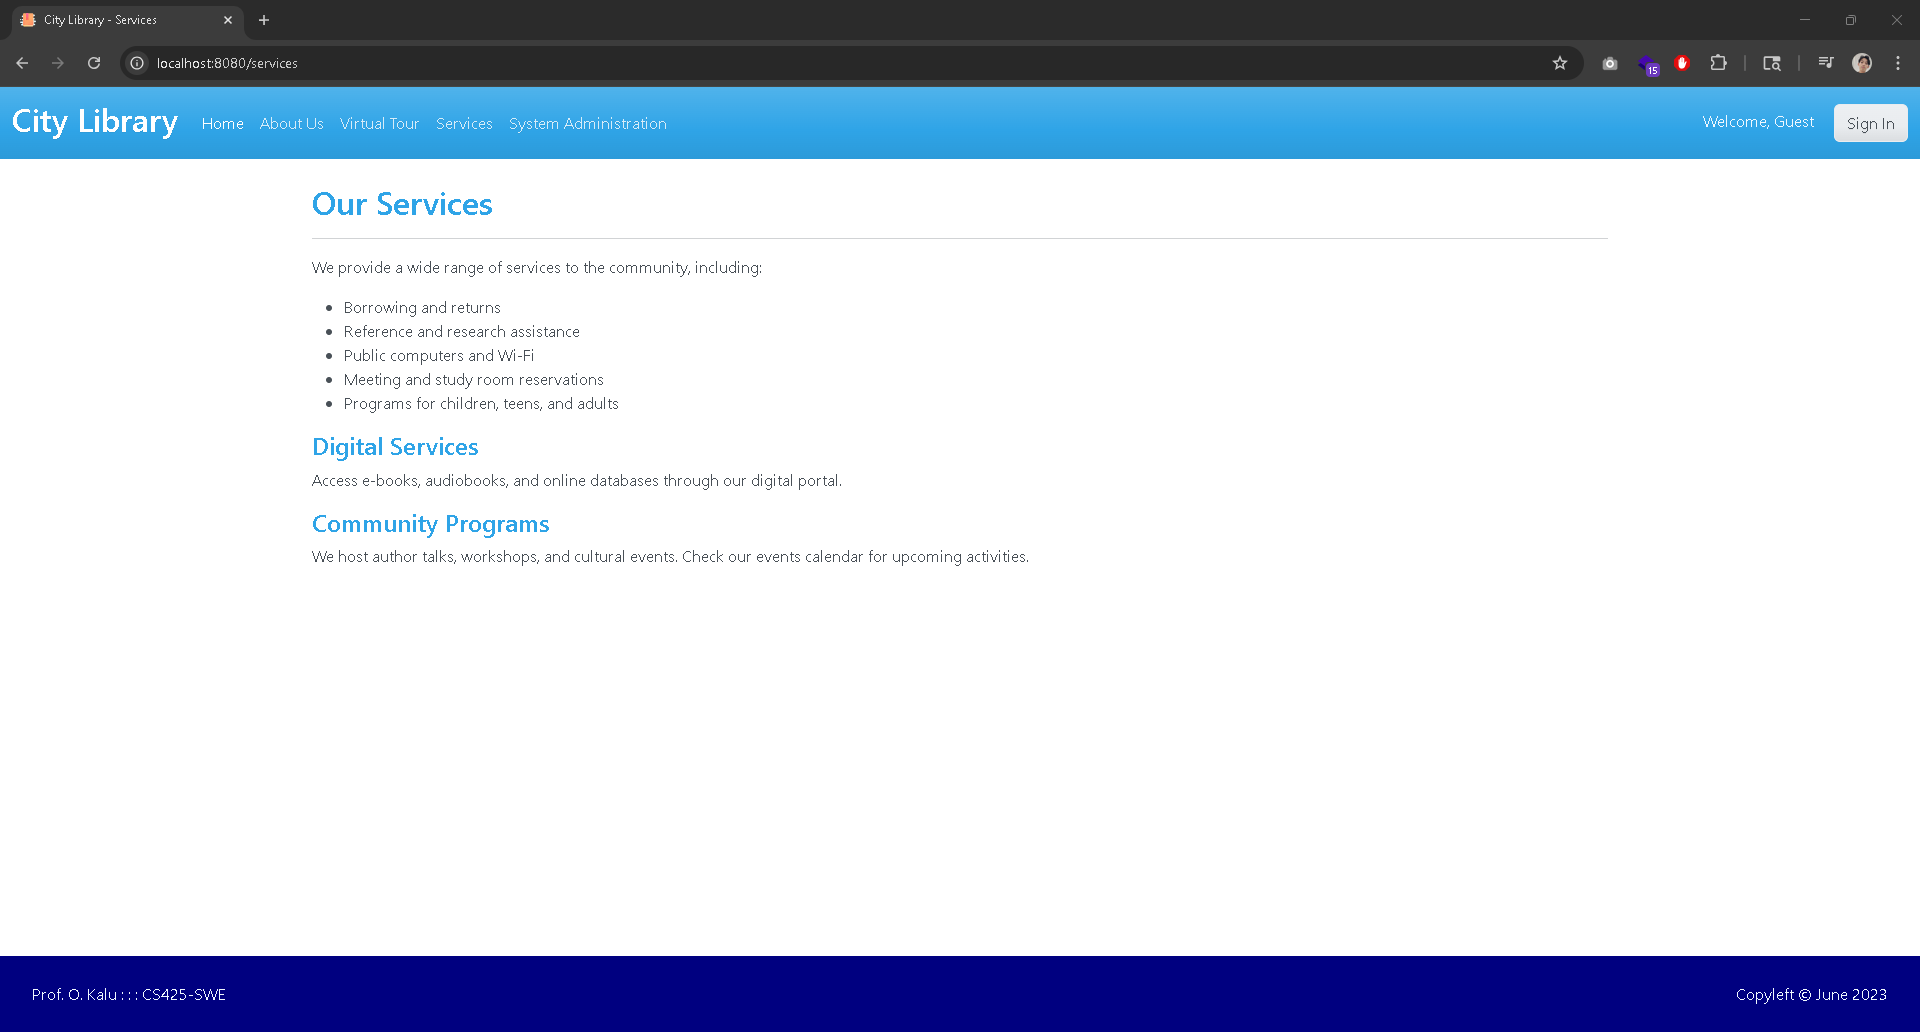 City Library - Services
localhost:8080/services
15
City Library Home About Us Virtual Tour Services System Administration Welcome, Guest Sign In
Our Services
We provide a wide range of services to the community, including:
Borrowing and returns
Reference and research assistance
Public computers and Wi-Fi
Meeting and study room reservations
Programs for children, teens, and adults
Digital Services
Access e-books, audiobooks, and online databases through our digital portal.
Community Programs
We host author talks, workshops, and cultural events. Check our events calendar for upcoming activities.
Prof. O. Kalu : : : CS425-SWE Copyleft © June 2023